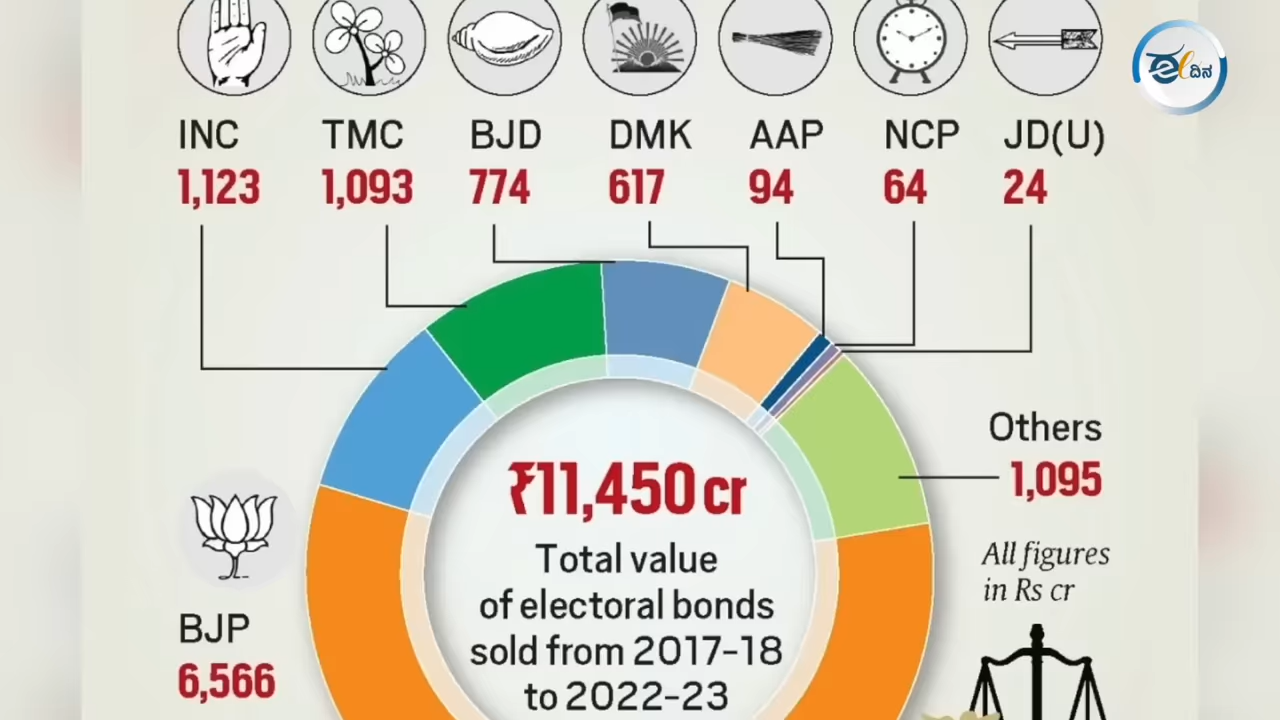 INC
1,123
TMC
1,093
BJD
774
DMK
617
AAP
94
NCP
64
JD(U)
24
Others
1,095
All figures
in Rs cr
BJP
6,566
₹11,450 cr
Total value
of electoral bonds
sold from 2017-18
to 2022-23
ದಿನ